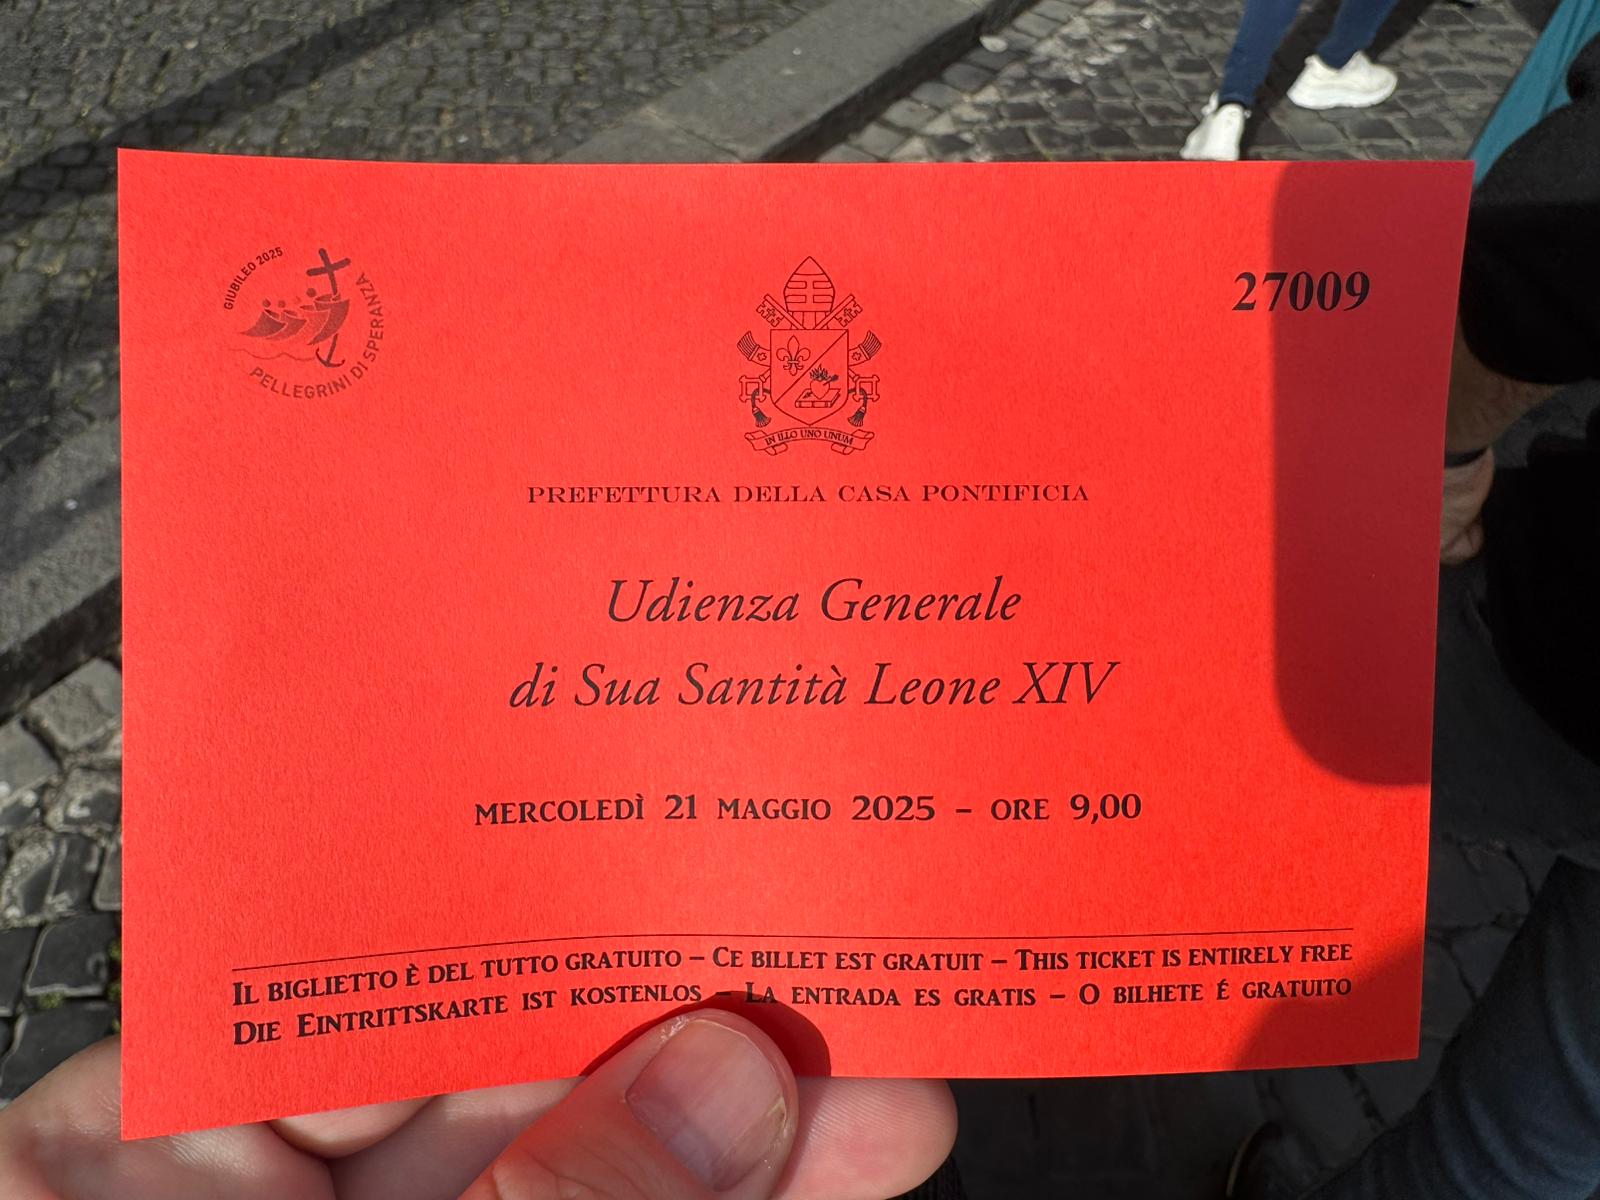 GIUBILEO 2025
PELLEGRINI DI SPERANZA
27009
IN ILLO UNO UNUM
PREFETTURA DELLA CASA PONTIFICIA
Udienza Generale
di Sua Santità Leone XIV
MERCOLEDÌ 21 MAGGIO 2025 – ORE 9,00
IL BIGLIETTO È DEL TUTTO GRATUITO – CE BILLET EST GRATUIT – THIS TICKET IS ENTIRELY FREE
DIE EINTRITTSKARTE IST KOSTENLOS – LA ENTRADA ES GRATIS – O BILHETE É GRATUITO